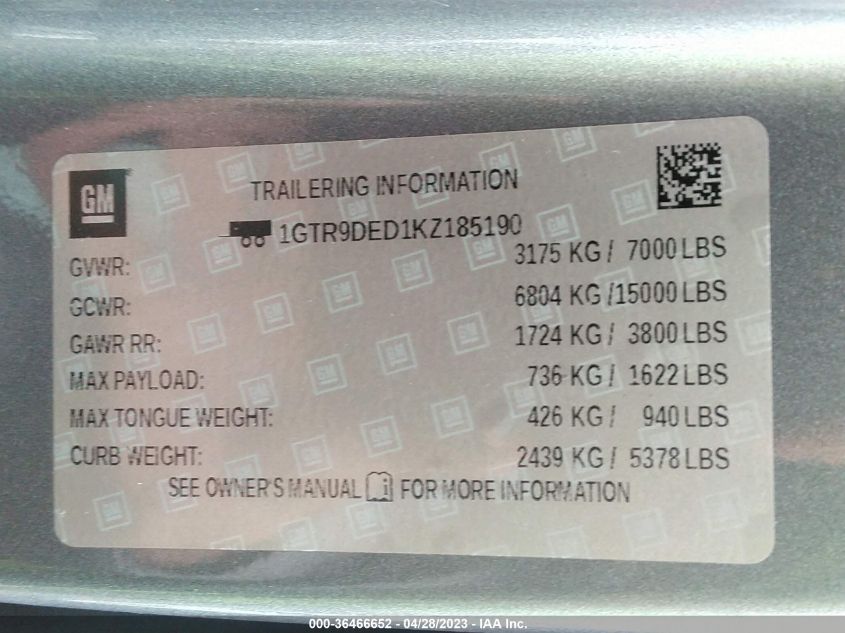 GM
TRAILERING INFORMATION
1GTR9DED1KZ185190
GVWR: 3175 KG / 7000 LBS
GCWR: 6804 KG /15000 LBS
GAWR RR: 1724 KG / 3800 LBS
MAX PAYLOAD: 736 KG / 1622 LBS
MAX TONGUE WEIGHT: 426 KG / 940 LBS
CURB WEIGHT: 2439 KG / 5378 LBS
SEE OWNER'S MANUAL i FOR MORE INFORMATION
000-36466652 - 04/28/2023 - IAA Inc.